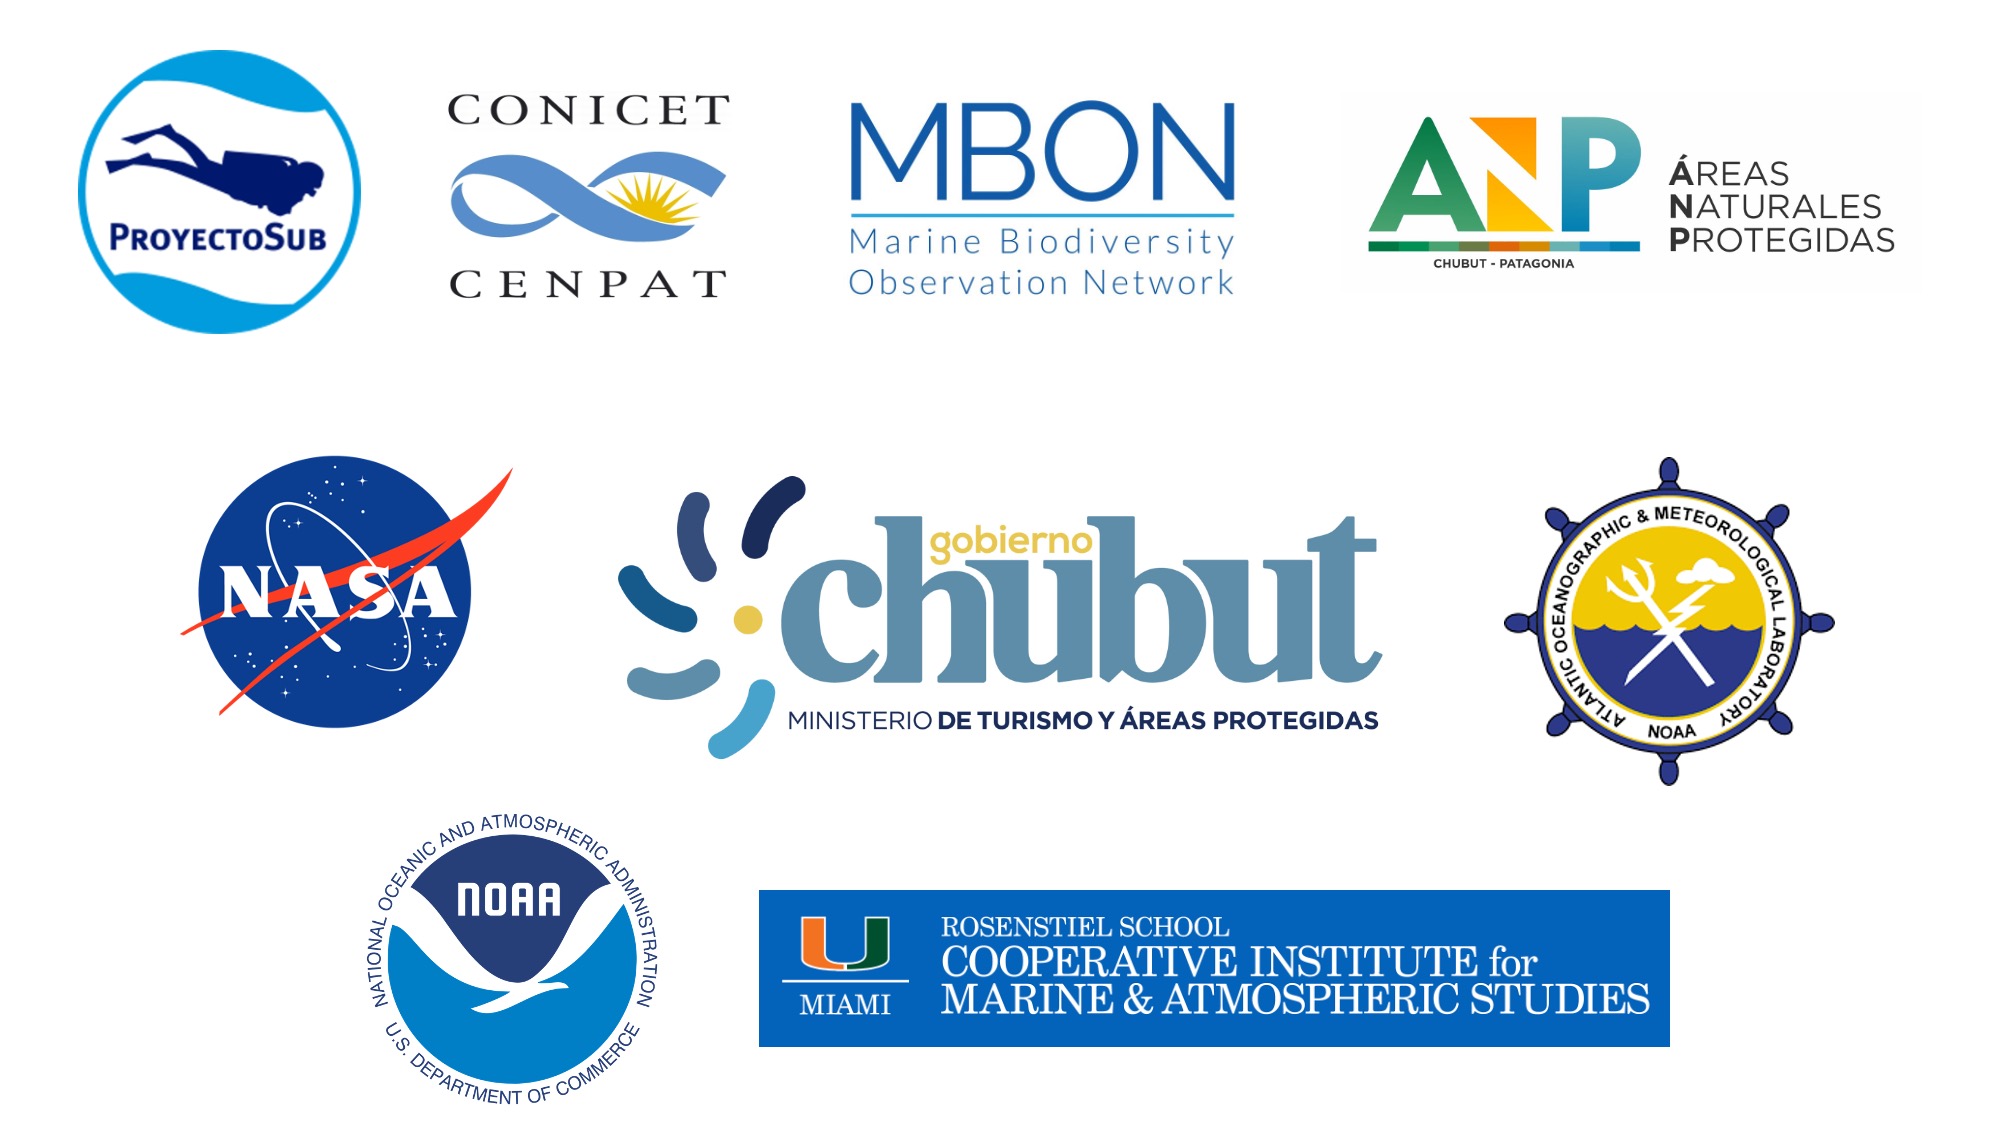 PROYECTOSUB
CONICET
CENPAT
MBON
Marine Biodiversity
Observation Network
ANP
CHUBUT - PATAGONIA
ÁREAS
NATURALES
PROTEGIDAS
NASA
gobierno
chubut
MINISTERIO DE TURISMO Y ÁREAS PROTEGIDAS
ATLANTIC OCEANOGRAPHIC & METEOROLOGICAL LABORATORY
NOAA
NATIONAL OCEANIC AND ATMOSPHERIC ADMINISTRATION
NOAA
U.S. DEPARTMENT OF COMMERCE
U
MIAMI
ROSENSTIEL SCHOOL
COOPERATIVE INSTITUTE for
MARINE & ATMOSPHERIC STUDIES